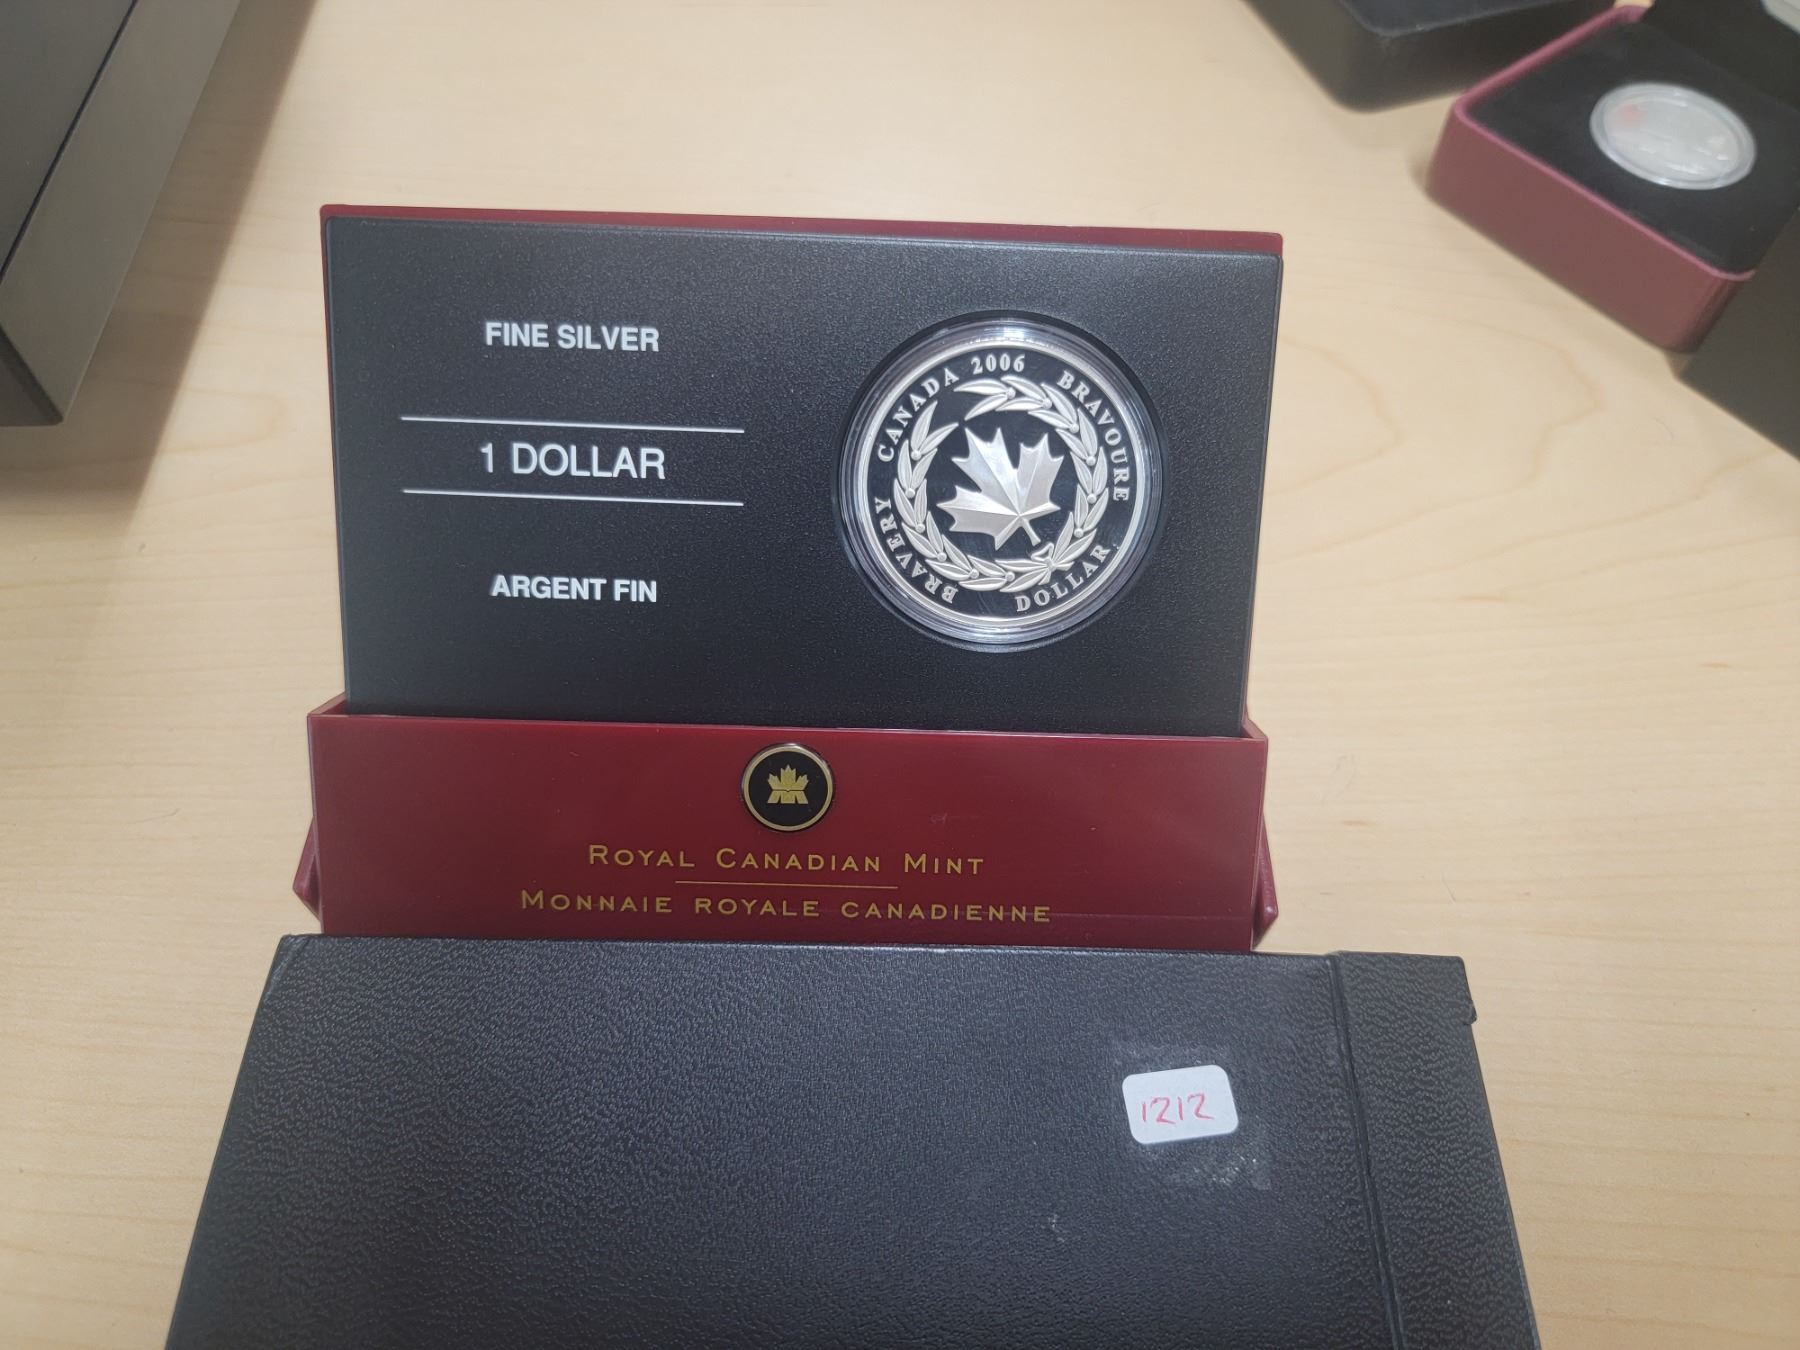 FINE SILVER
1 DOLLAR
ARGENT FIN
CANADA 2006
BRAVOURE
BRAVERY
DOLLAR
ROYAL CANADIAN MINT
MONNAIE ROYALE CANADIENNE
1212